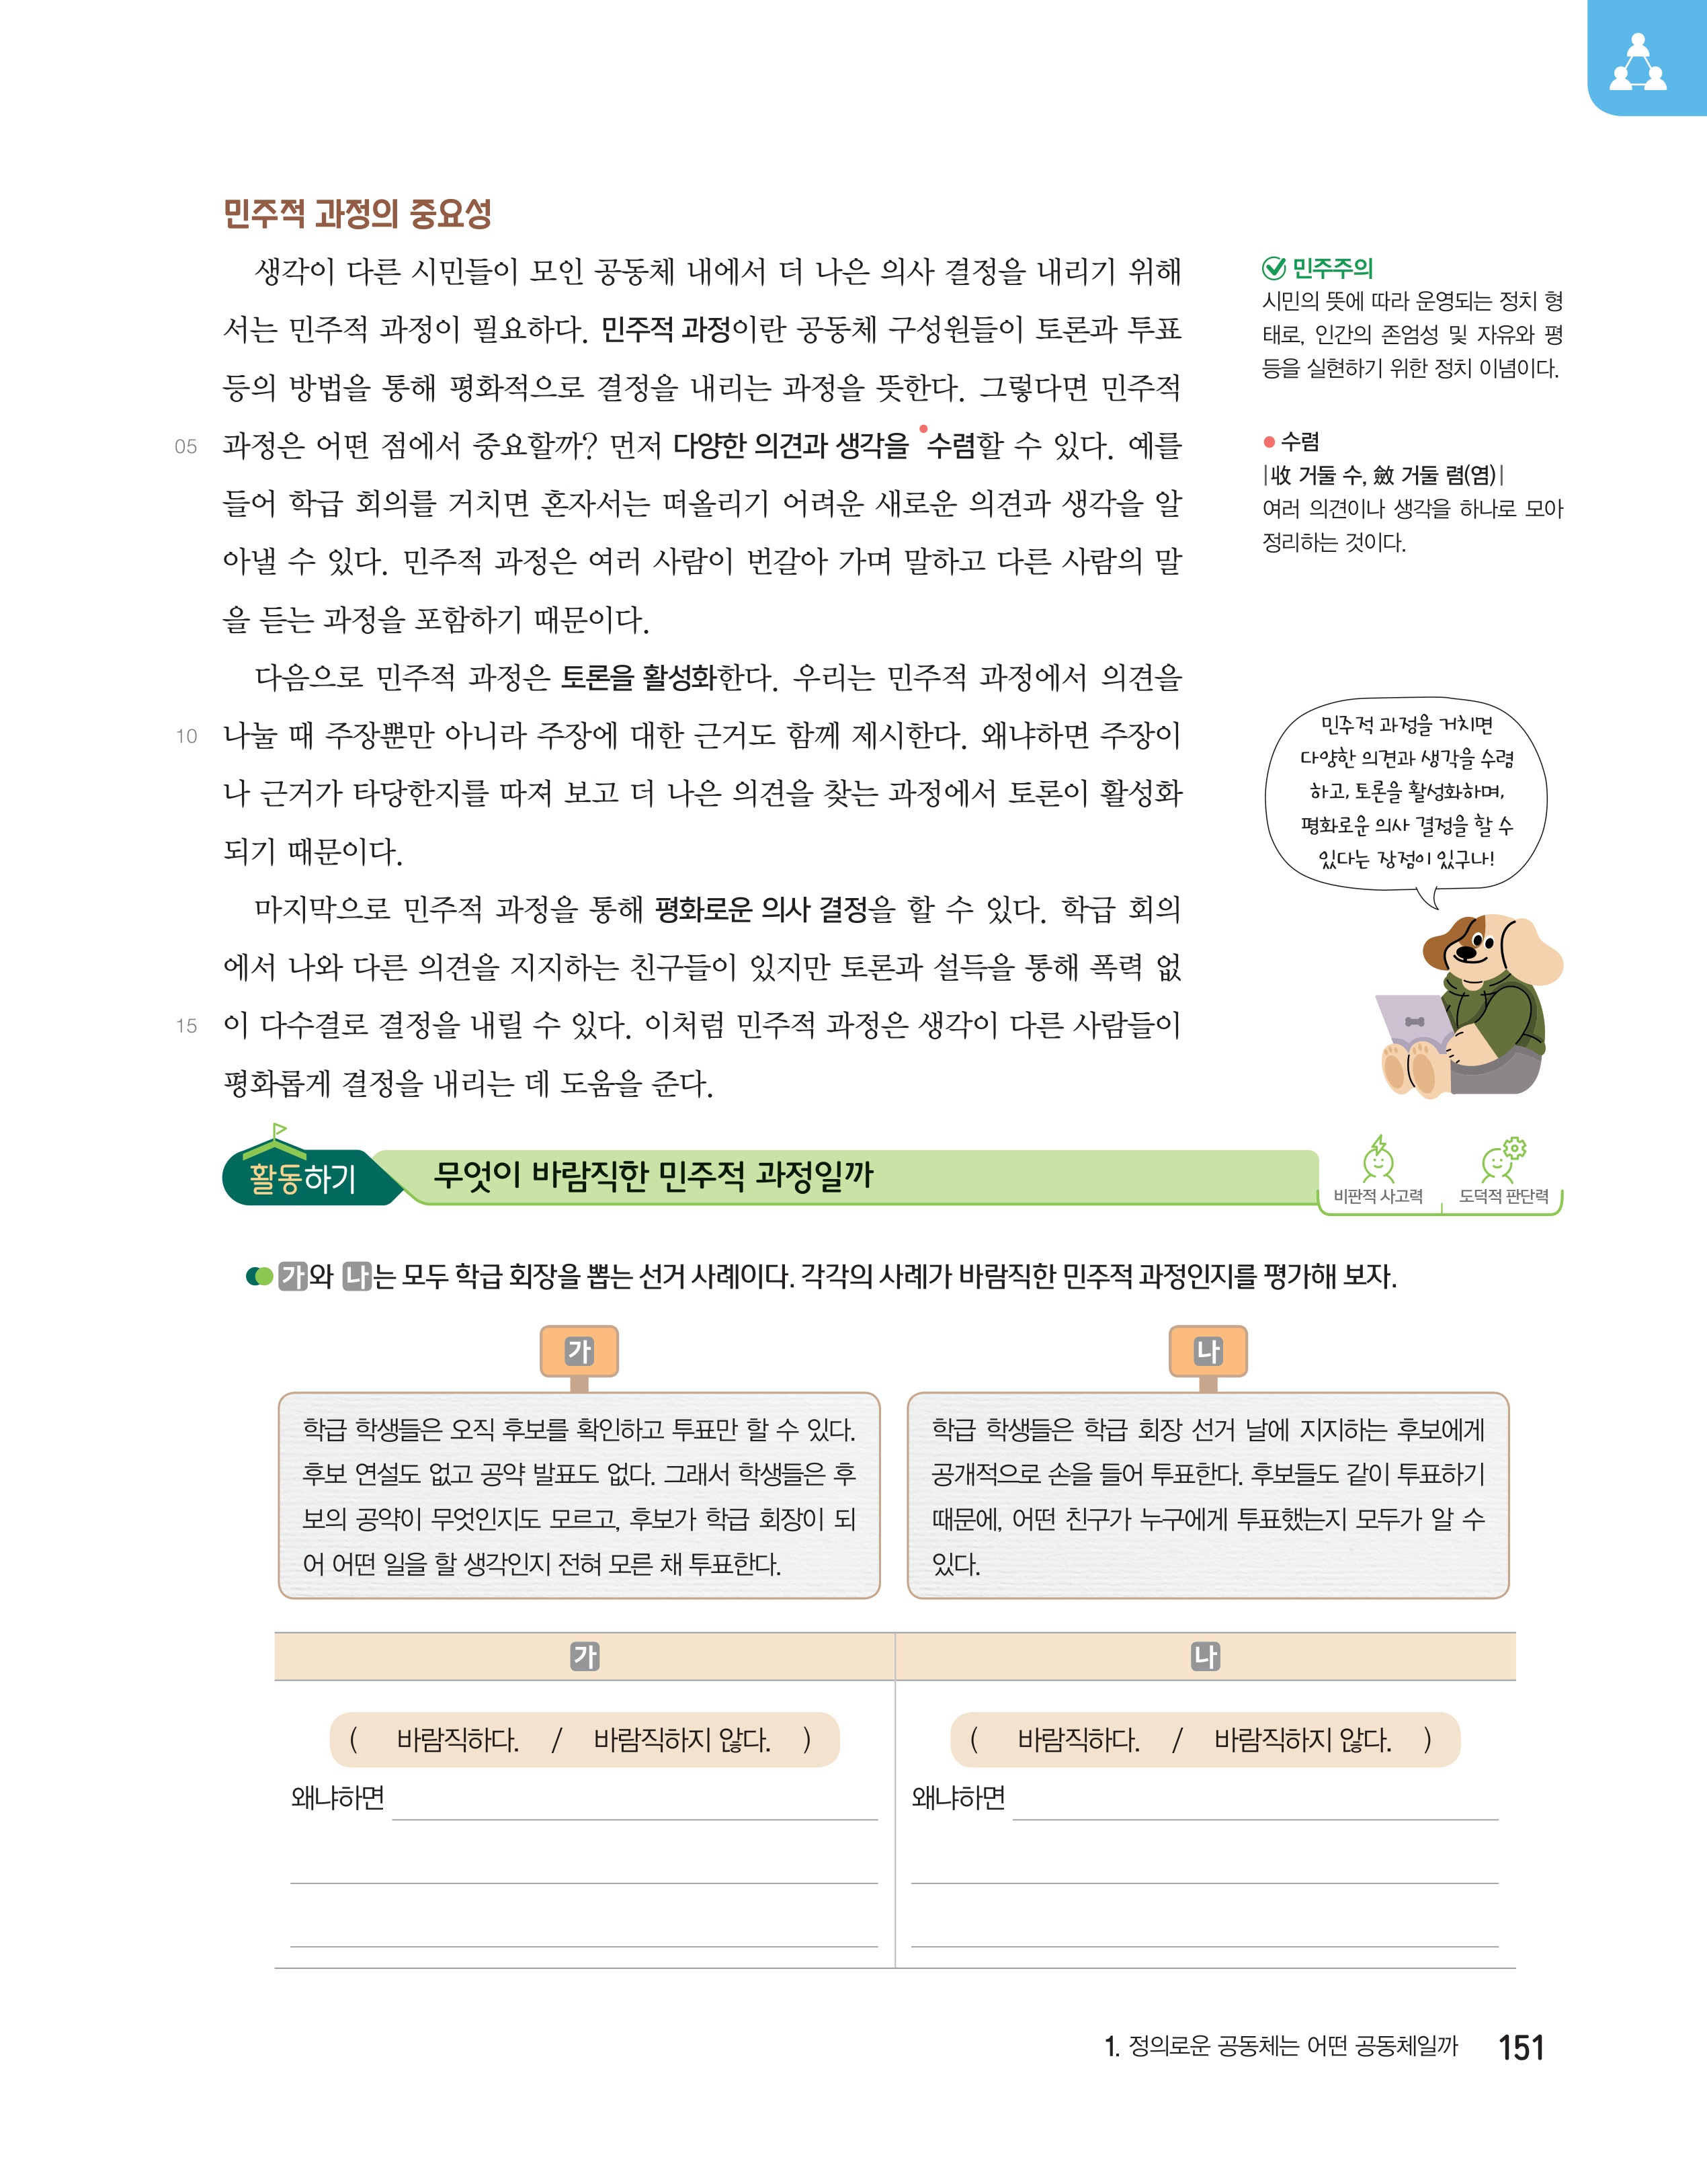 민주적 과정의 중요성
생각이 다른 시민들이 모인 공동체 내에서 더 나은 의사 결정을 내리기 위해
서는 민주적 과정이 필요하다. 민주적 과정이란 공동체 구성원들이 토론과 투표
등의 방법을 통해 평화적으로 결정을 내리는 과정을 뜻한다. 그렇다면 민주적
05 과정은 어떤 점에서 중요할까? 먼저 다양한 의견과 생각을 •수렴할 수 있다. 예를
들어 학급 회의를 거치면 혼자서는 떠올리기 어려운 새로운 의견과 생각을 알
아낼 수 있다. 민주적 과정은 여러 사람이 번갈아 가며 말하고 다른 사람의 말
을 듣는 과정을 포함하기 때문이다.
다음으로 민주적 과정은 토론을 활성화한다. 우리는 민주적 과정에서 의견을
10 나눌 때 주장뿐만 아니라 주장에 대한 근거도 함께 제시한다. 왜냐하면 주장이
나 근거가 타당한지를 따져 보고 더 나은 의견을 찾는 과정에서 토론이 활성화
되기 때문이다.
마지막으로 민주적 과정을 통해 평화로운 의사 결정을 할 수 있다. 학급 회의
에서 나와 다른 의견을 지지하는 친구들이 있지만 토론과 설득을 통해 폭력 없
15 이 다수결로 결정을 내릴 수 있다. 이처럼 민주적 과정은 생각이 다른 사람들이
평화롭게 결정을 내리는 데 도움을 준다.
민주주의
시민의 뜻에 따라 운영되는 정치 형
태로, 인간의 존엄성 및 자유와 평
등을 실현하기 위한 정치 이념이다.
• 수렴
|收 거둘 수, 斂 거둘 렴(염)|
여러 의견이나 생각을 하나로 모아
정리하는 것이다.
민주적 과정을 거치면
다양한 의견과 생각을 수렴
하고, 토론을 활성화하며,
평화로운 의사 결정을 할 수
있다는 장점이 있구나!
활동하기 무엇이 바람직한 민주적 과정일까
비판적 사고력 도덕적 판단력
가와 나는 모두 학급 회장을 뽑는 선거 사례이다. 각각의 사례가 바람직한 민주적 과정인지를 평가해 보자.
가
학급 학생들은 오직 후보를 확인하고 투표만 할 수 있다.
후보 연설도 없고 공약 발표도 없다. 그래서 학생들은 후
보의 공약이 무엇인지도 모르고, 후보가 학급 회장이 되
어 어떤 일을 할 생각인지 전혀 모른 채 투표한다.
나
학급 학생들은 학급 회장 선거 날에 지지하는 후보에게
공개적으로 손을 들어 투표한다. 후보들도 같이 투표하기
때문에, 어떤 친구가 누구에게 투표했는지 모두가 알 수
있다.
가 나
( 바람직하다. / 바람직하지 않다. ) ( 바람직하다. / 바람직하지 않다. )
왜냐하면 왜냐하면
1. 정의로운 공동체는 어떤 공동체일까 151